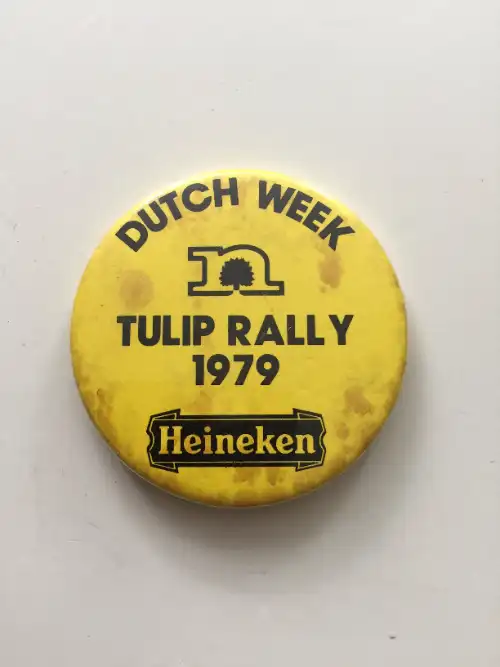 DUTCH WEEK
n
TULIP RALLY
1979
Heineken